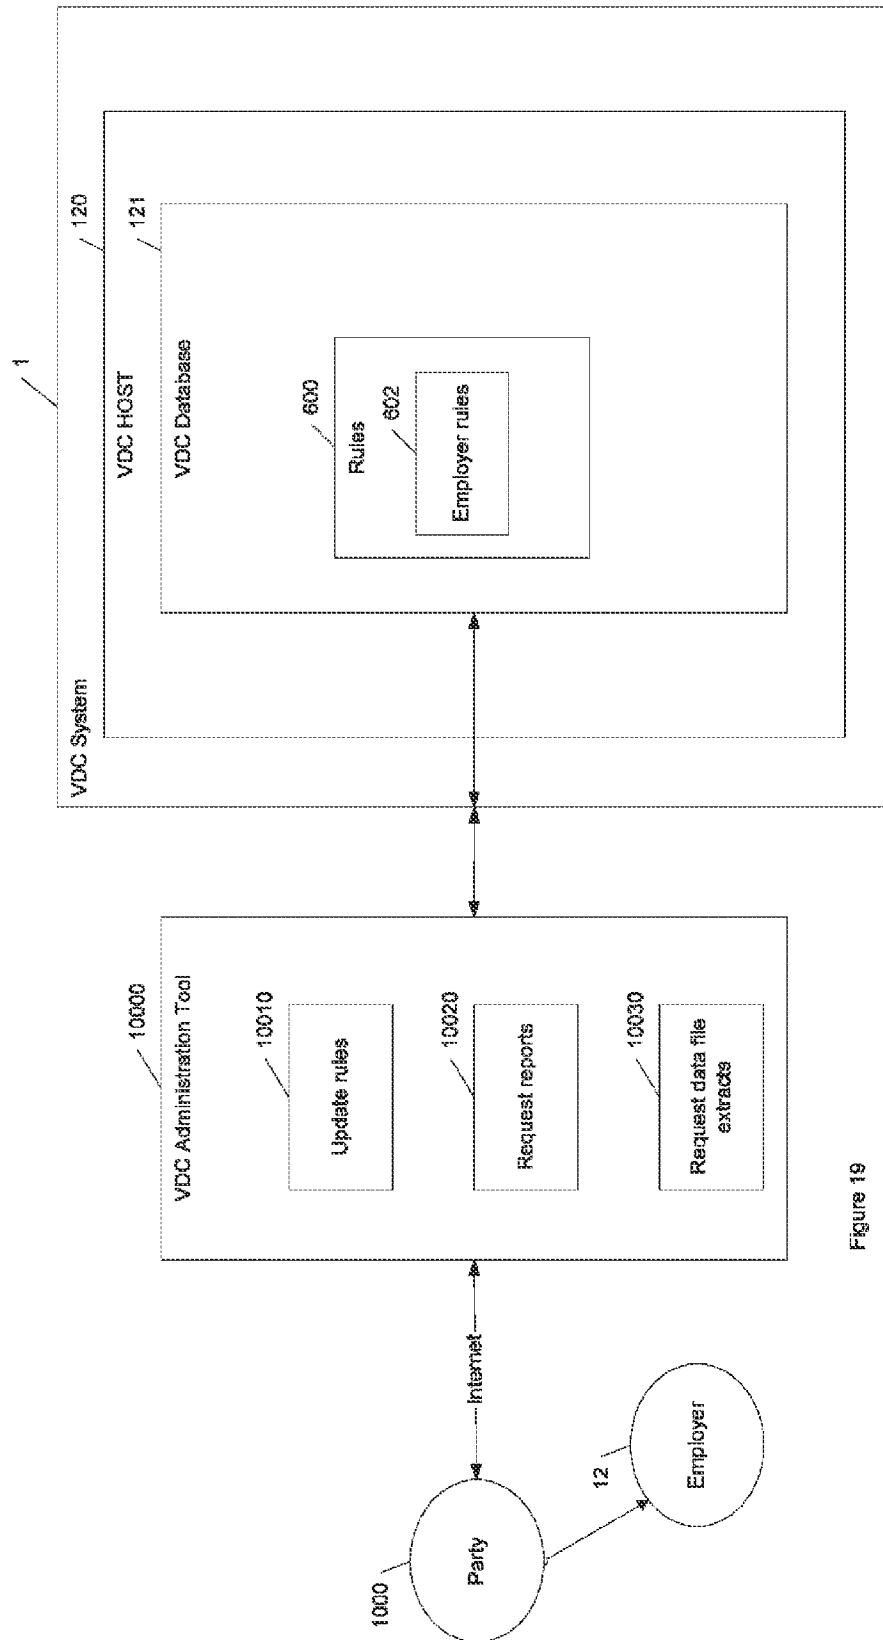 1
VDC System
120
VDC HOST
121
VDC Database
600
Rules
602
Employer rules
10000
VDC Administration Tool
10010
Update rules
10020
Request reports
10030
Request data file
extracts
Internet
1000
Party
12
Employer
Figure 19